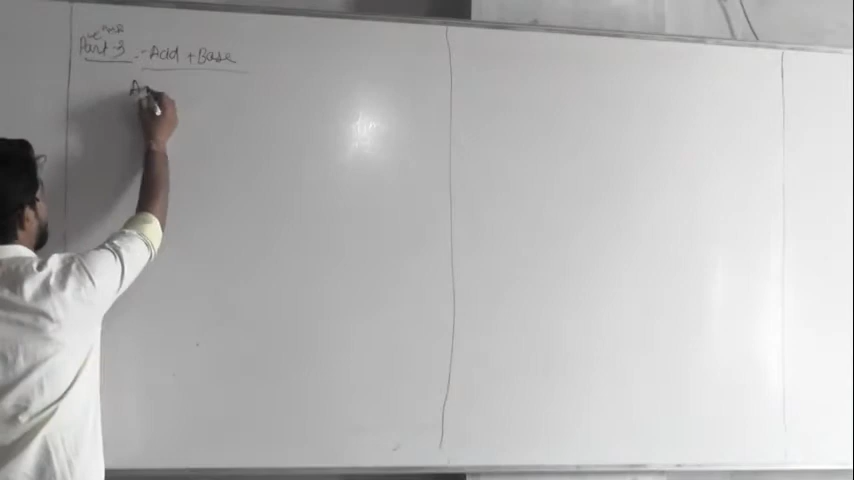 Part-3 :- Acid + Base